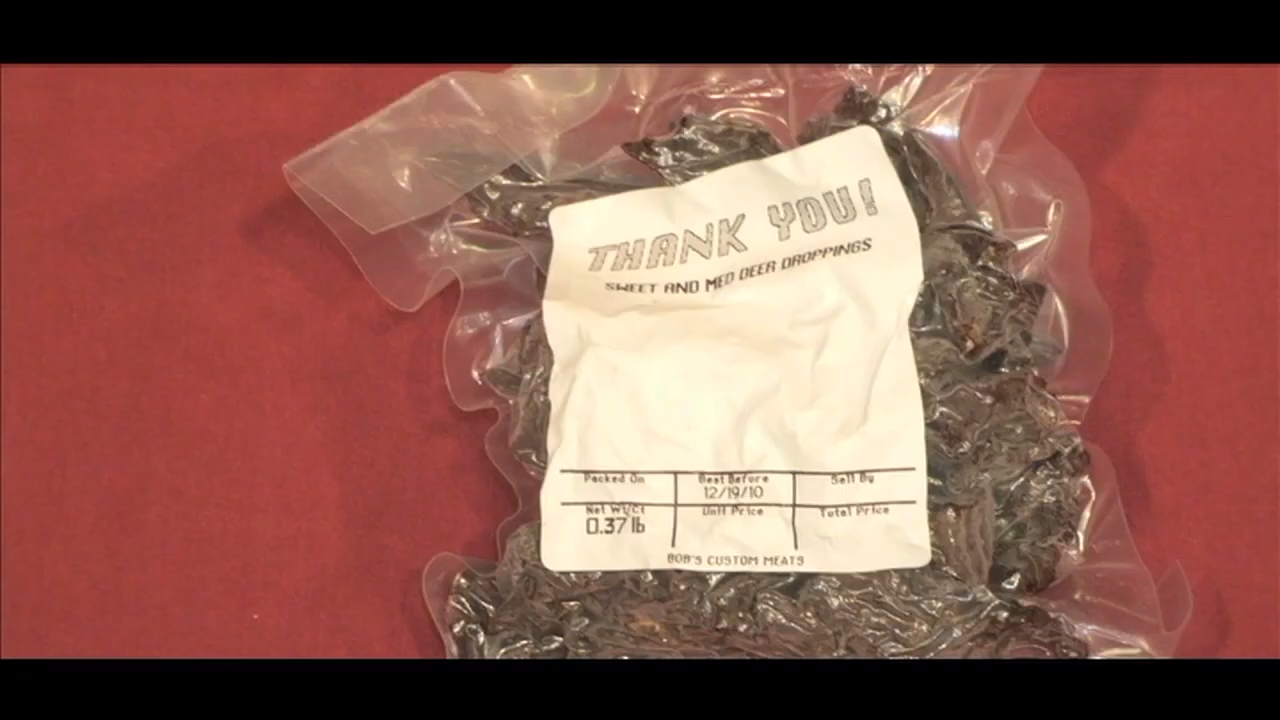 THANK YOU!
SWEET AND MED DEER DROPPINGS
Packed On Best Before Sell By
12/19/10
Net Wt/Ct Unit Price Total Price
0.37 lb
BOB'S CUSTOM MEATS